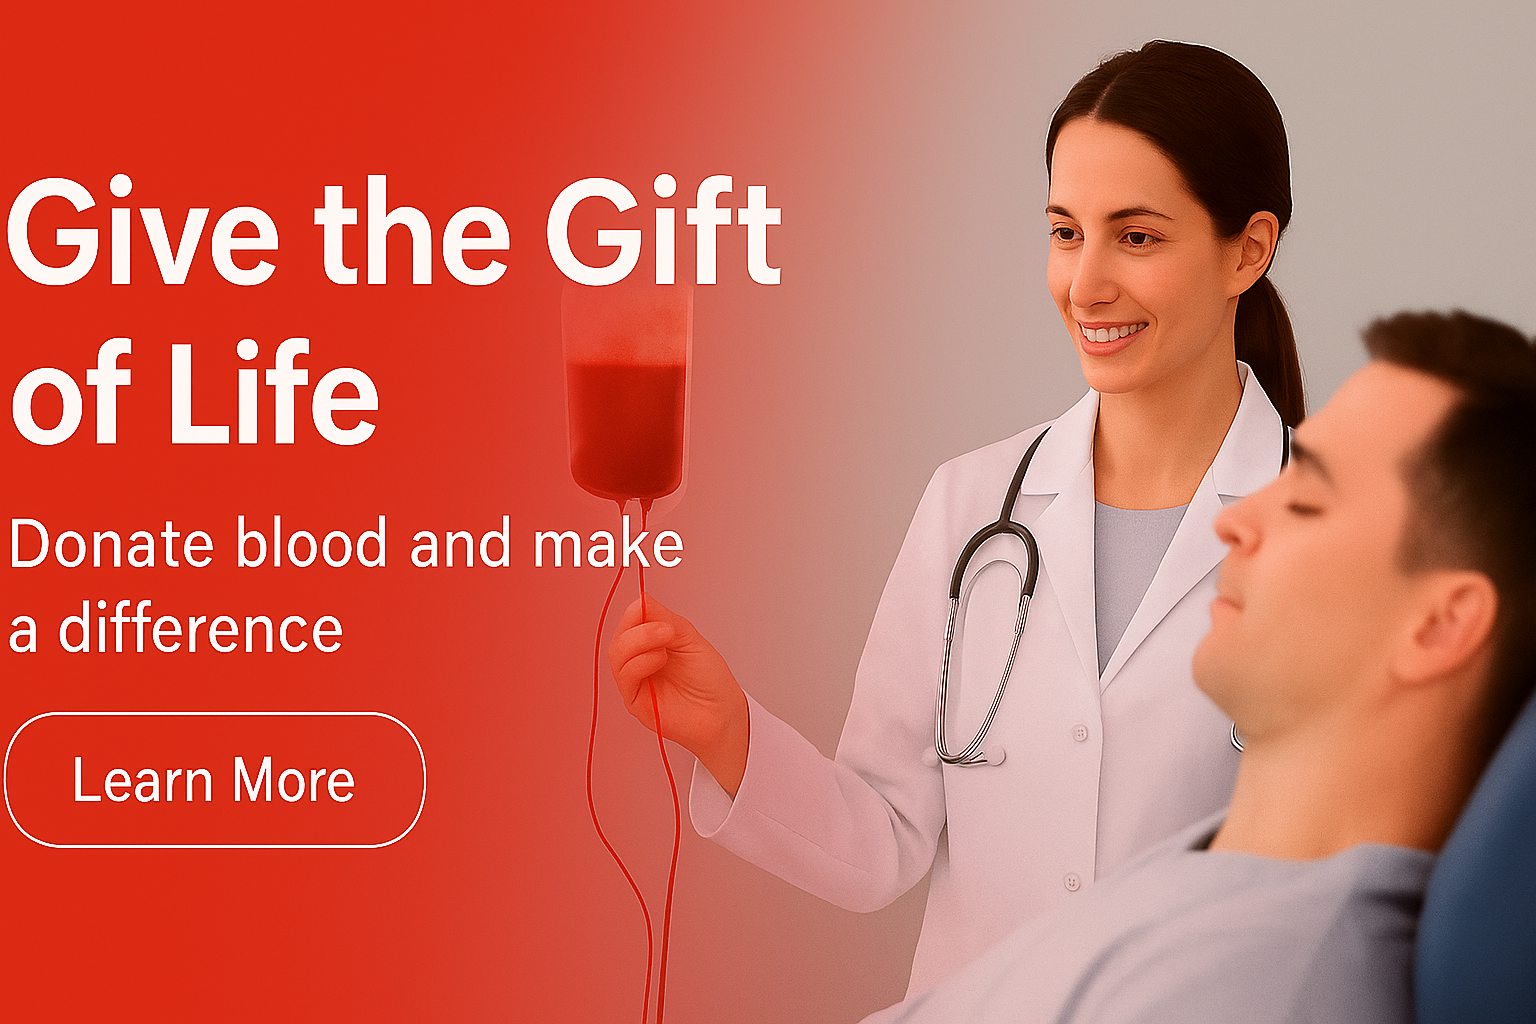 Give the Gift
of Life
Donate blood and make
a difference
Learn More